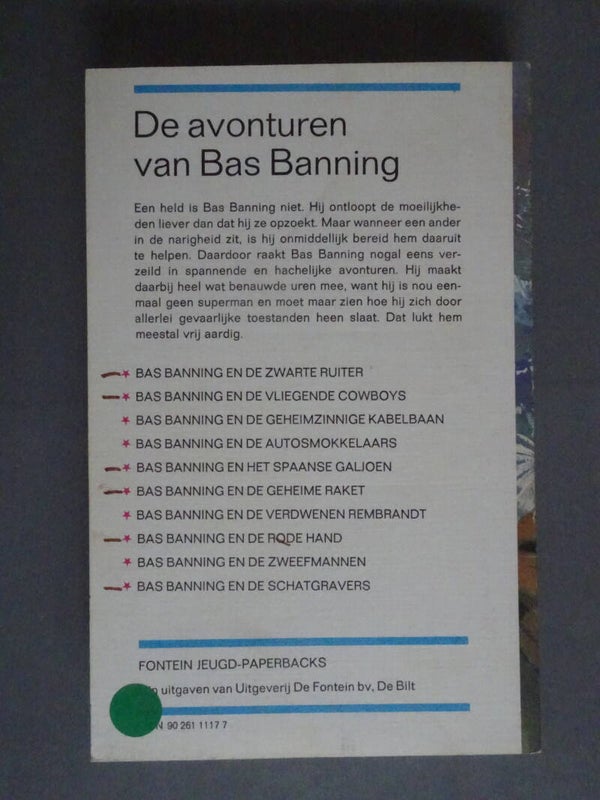 De avonturen
van Bas Banning
Een held is Bas Banning niet. Hij ontloopt de moeilijkhe-
den liever dan dat hij ze opzoekt. Maar wanneer een ander
in de narigheid zit, is hij onmiddellijk bereid hem daaruit
te helpen. Daardoor raakt Bas Banning nogal eens ver-
zeild in spannende en hachelijke avonturen. Hij maakt
daarbij heel wat benauwde uren mee, want hij is nou een-
maal geen superman en moet maar zien hoe hij zich door
allerlei gevaarlijke toestanden heen slaat. Dat lukt hem
meestal vrij aardig.
BAS BANNING EN DE ZWARTE RUITER
BAS BANNING EN DE VLIEGENDE COWBOYS
BAS BANNING EN DE GEHEIMZINNIGE KABELBAAN
BAS BANNING EN DE AUTOSMOKKELAARS
BAS BANNING EN HET SPAANSE GALJOEN
BAS BANNING EN DE GEHEIME RAKET
BAS BANNING EN DE VERDWENEN REMBRANDT
BAS BANNING EN DE RODE HAND
BAS BANNING EN DE ZWEEFMANNEN
BAS BANNING EN DE SCHATGRAVERS
FONTEIN JEUGD-PAPERBACKS
uitgaven van Uitgeverij De Fontein bv, De Bilt
90 261 1117 7